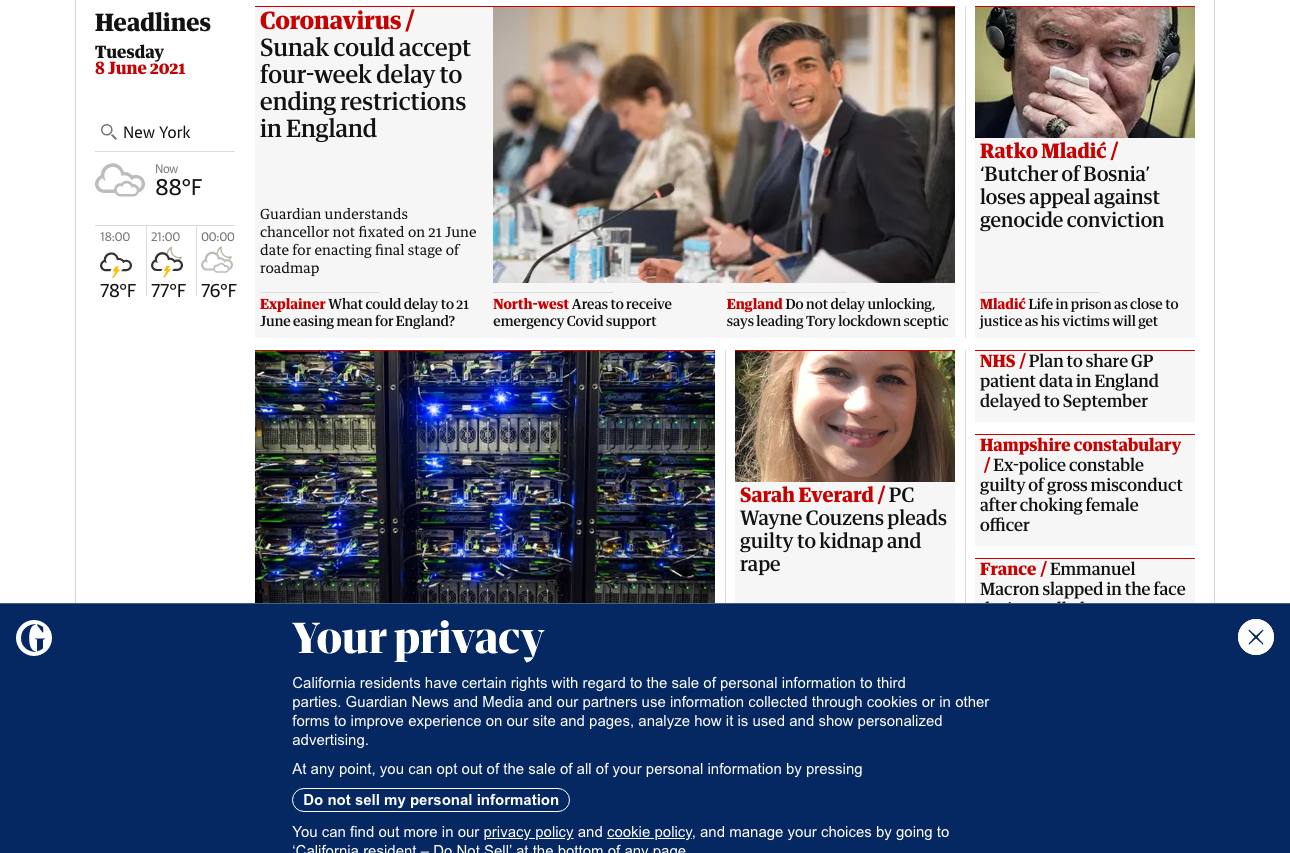 Headlines
Tuesday
8 June 2021
New York
Now
88°F
18:00
21:00
00:00
78°F
77°F
76°F
Coronavirus /
Sunak could accept
four-week delay to
ending restrictions
in England
Guardian understands
chancellor not fixated on 21 June
date for enacting final stage of
roadmap
Explainer What could delay to 21
June easing mean for England?
North-west Areas to receive
emergency Covid support
England Do not delay unlocking,
says leading Tory lockdown sceptic
Ratko Mladić /
‘Butcher of Bosnia’
loses appeal against
genocide conviction
Mladić Life in prison as close to
justice as his victims will get
Sarah Everard / PC
Wayne Couzens pleads
guilty to kidnap and
rape
NHS / Plan to share GP
patient data in England
delayed to September
Hampshire constabulary
/ Ex-police constable
guilty of gross misconduct
after choking female
officer
France / Emmanuel
Macron slapped in the face
G
Your privacy
California residents have certain rights with regard to the sale of personal information to third
parties. Guardian News and Media and our partners use information collected through cookies or in other
forms to improve experience on our site and pages, analyze how it is used and show personalized
advertising.
At any point, you can opt out of the sale of all of your personal information by pressing
Do not sell my personal information
You can find out more in our privacy policy and cookie policy, and manage your choices by going to
‘California resident – Do Not Sell’ at the bottom of any page.